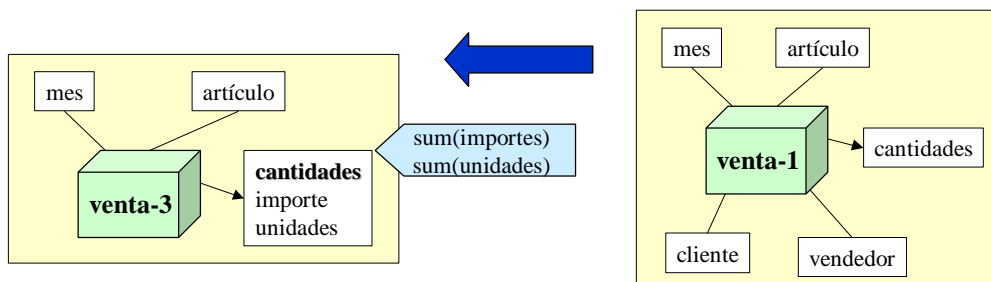 mes
artículo
venta-3
cantidades
importe
unidades
sum(importes)
sum(unidades)
mes
artículo
venta-1
cantidades
cliente
vendedor